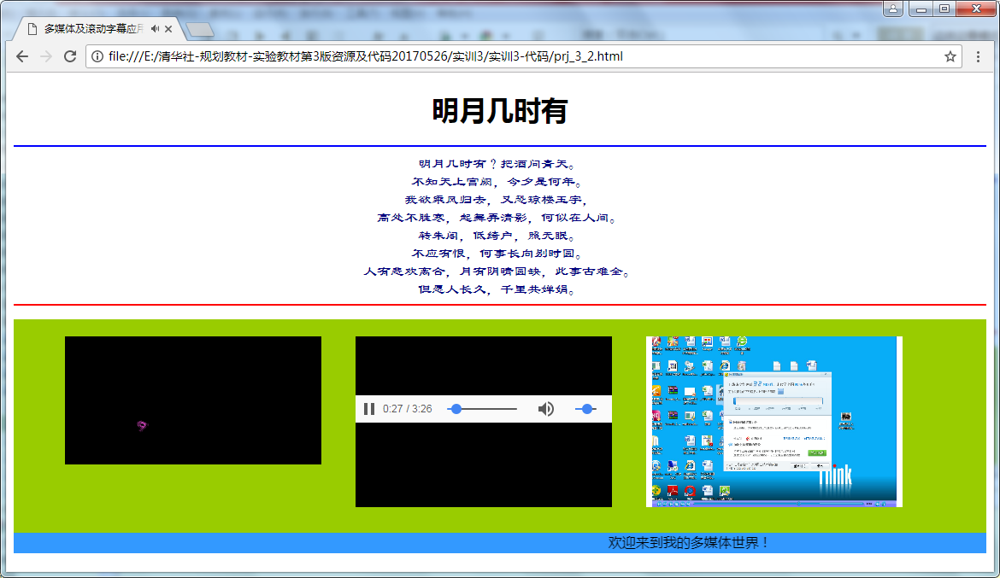 多媒体及滚动字幕应用
file:///E:/清华社-规划教材-实验教材第3版资源及代码20170526/实训3/实训3-代码/prj_3_2.html
明月几时有
明月几时有？把酒问青天。
不知天上宫阙，今夕是何年。
我欲乘风归去，又恐琼楼玉宇，
高处不胜寒，起舞弄清影，何似在人间。
转朱阁，低绮户，照无眠。
不应有恨，何事长向别时圆。
人有悲欢离合，月有阴晴圆缺，此事古难全。
但愿人长久，千里共婵娟。
0:27 / 3:26
Think
欢迎来到我的多媒体世界！